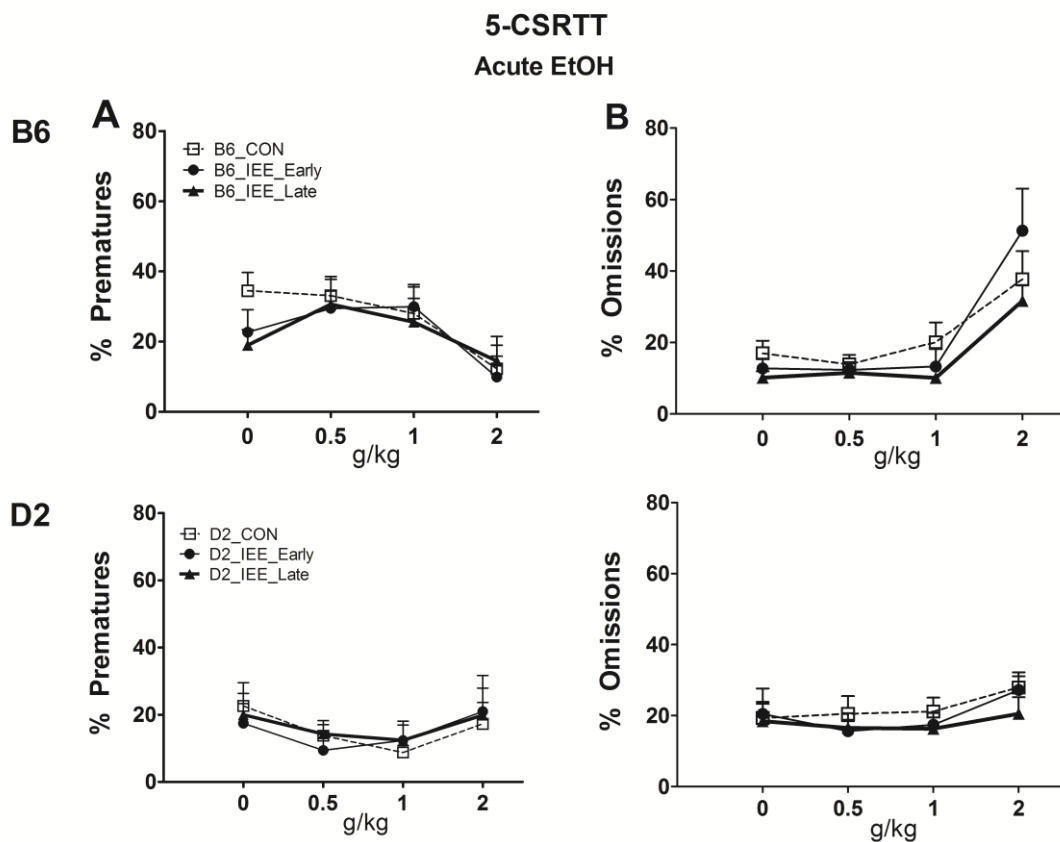 5-CSRTT
Acute EtOH
B6
A
% Prematures
80
60
40
20
0
B6_CON
B6_IEE_Early
B6_IEE_Late
0 0.5 1 2
g/kg
B
% Omissions
80
60
40
20
0
0 0.5 1 2
g/kg
D2
% Prematures
80
60
40
20
0
D2_CON
D2_IEE_Early
D2_IEE_Late
0 0.5 1 2
g/kg
% Omissions
80
60
40
20
0
0 0.5 1 2
g/kg